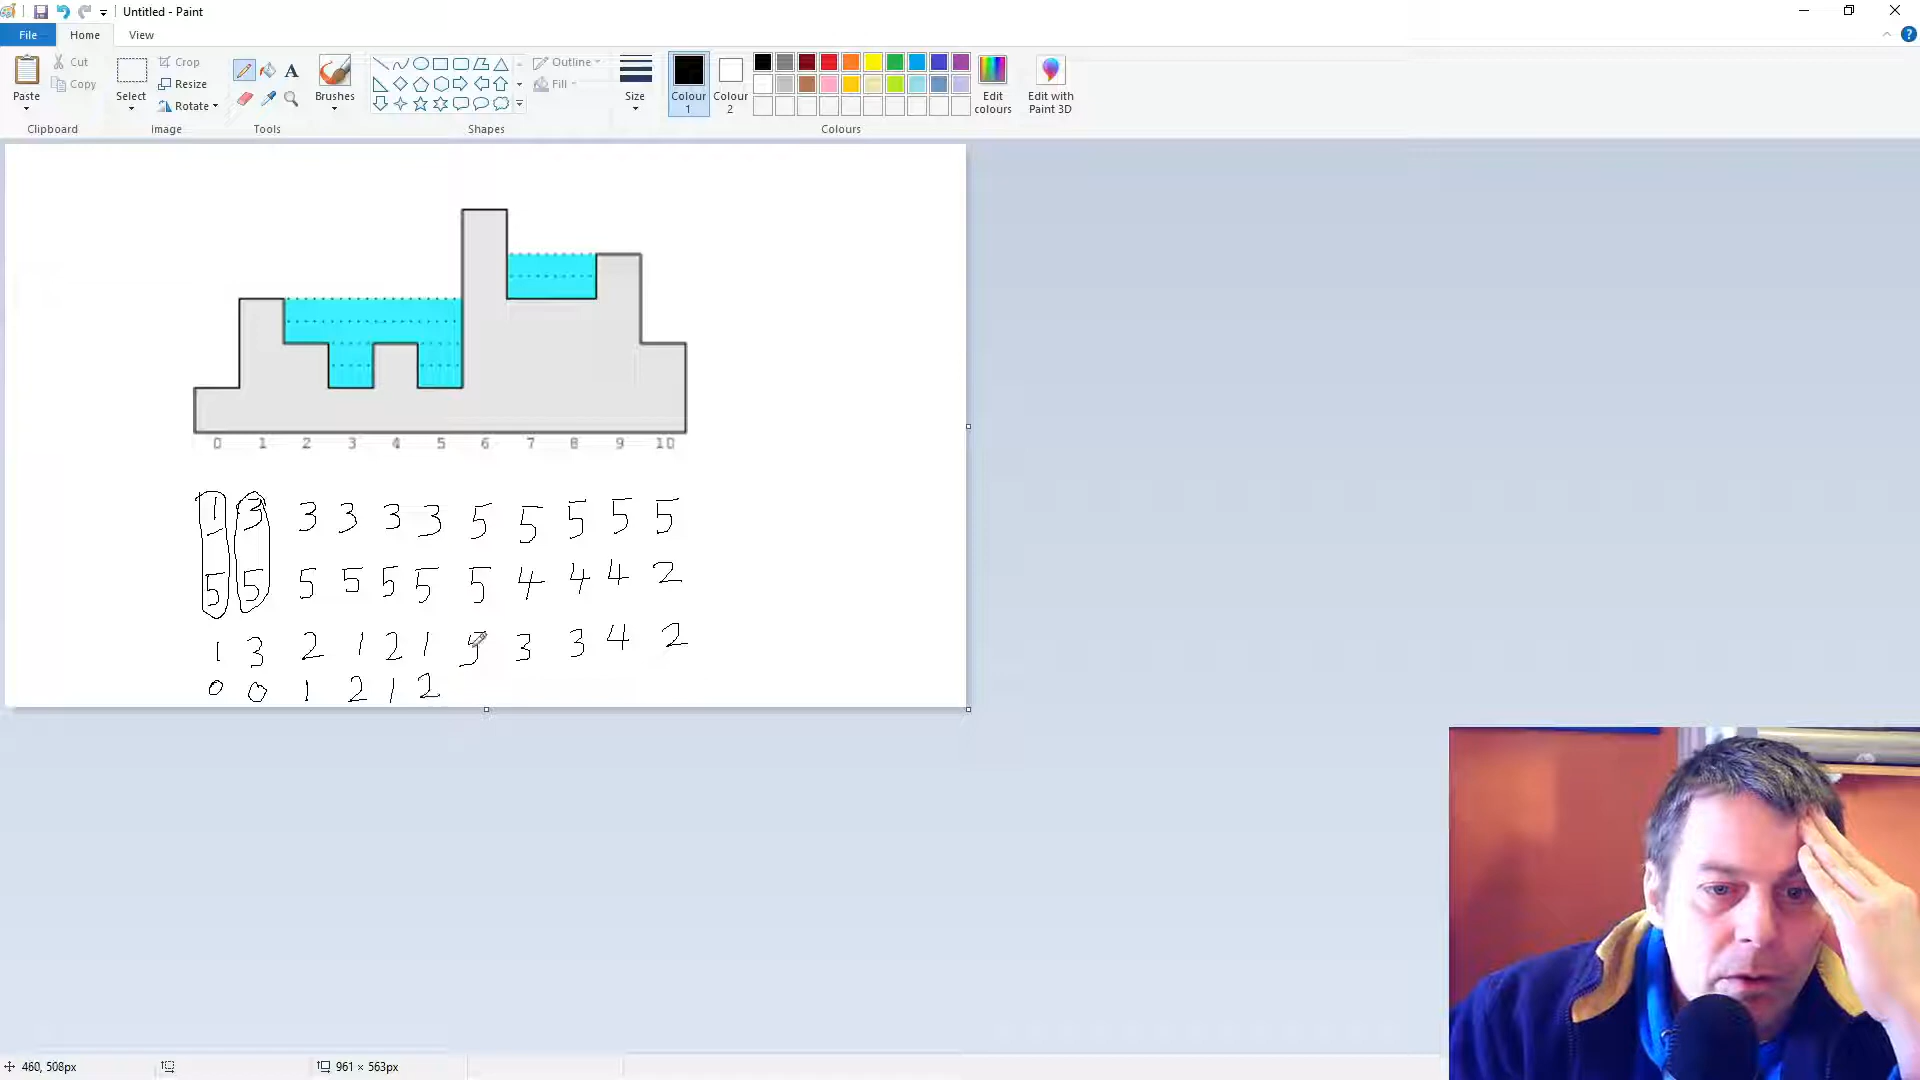 Untitled - Paint
File Home View
Paste Cut Copy Select Crop Resize Rotate A Brushes Outline Fill Size Colour 1 Colour 2 Edit colours Edit with Paint 3D
Clipboard Image Tools Shapes Colours
0 1 2 3 4 5 6 7 8 9 10
1 3 3 3 3 3 5 5 5 5 5
5 5 5 5 5 5 5 4 4 4 2
1 3 2 1 2 1 5 3 3 4 2
0 0 1 2 1 2
460, 508px 961 × 563px